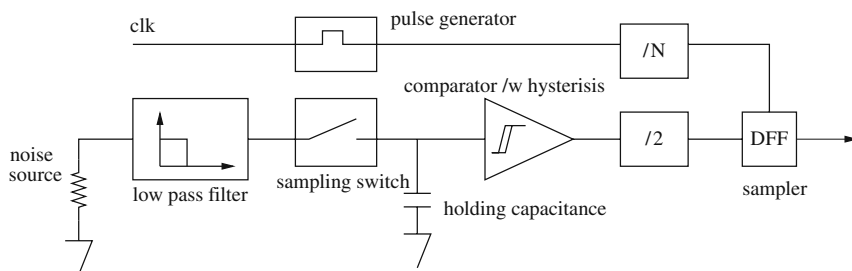 clk
pulse generator
/N
comparator /w hysterisis
noise
source
low pass filter
sampling switch
holding capacitance
/2
DFF
sampler